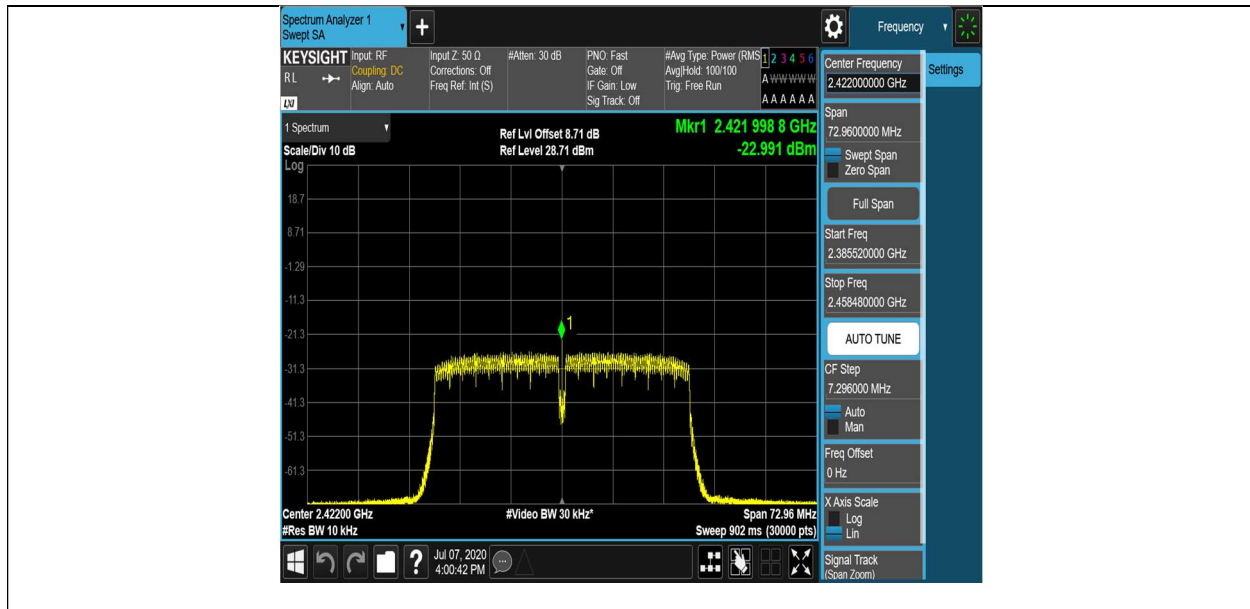 Spectrum Analyzer 1
Swept SA
+
Frequency
KEYSIGHT
RL
LXI
Input: RF
Coupling: DC
Align: Auto
Input Z: 50 Ω
Corrections: Off
Freq Ref: Int (S)
#Atten: 30 dB
PNO: Fast
Gate: Off
IF Gain: Low
Sig Track: Off
#Avg Type: Power (RMS
Avg|Hold: 100/100
Trig: Free Run
1 2 3 4 5 6
A W W W W W
A A A A A A
Center Frequency
2.422000000 GHz
Settings
Span
72.9600000 MHz
Swept Span
Zero Span
Full Span
Start Freq
2.385520000 GHz
Stop Freq
2.458480000 GHz
AUTO TUNE
CF Step
7.296000 MHz
Auto
Man
Freq Offset
0 Hz
X Axis Scale
Log
Lin
Signal Track
(Span Zoom)
1 Spectrum
Scale/Div 10 dB
Ref Lvl Offset 8.71 dB
Ref Level 28.71 dBm
Mkr1 2.421 998 8 GHz
-22.991 dBm
Log
18.7
8.71
-1.29
-11.3
-21.3
-31.3
-41.3
-51.3
-61.3
1
Center 2.42200 GHz
#Video BW 30 kHz*
Span 72.96 MHz
#Res BW 10 kHz
Sweep 902 ms (30000 pts)
?
Jul 07, 2020
4:00:42 PM